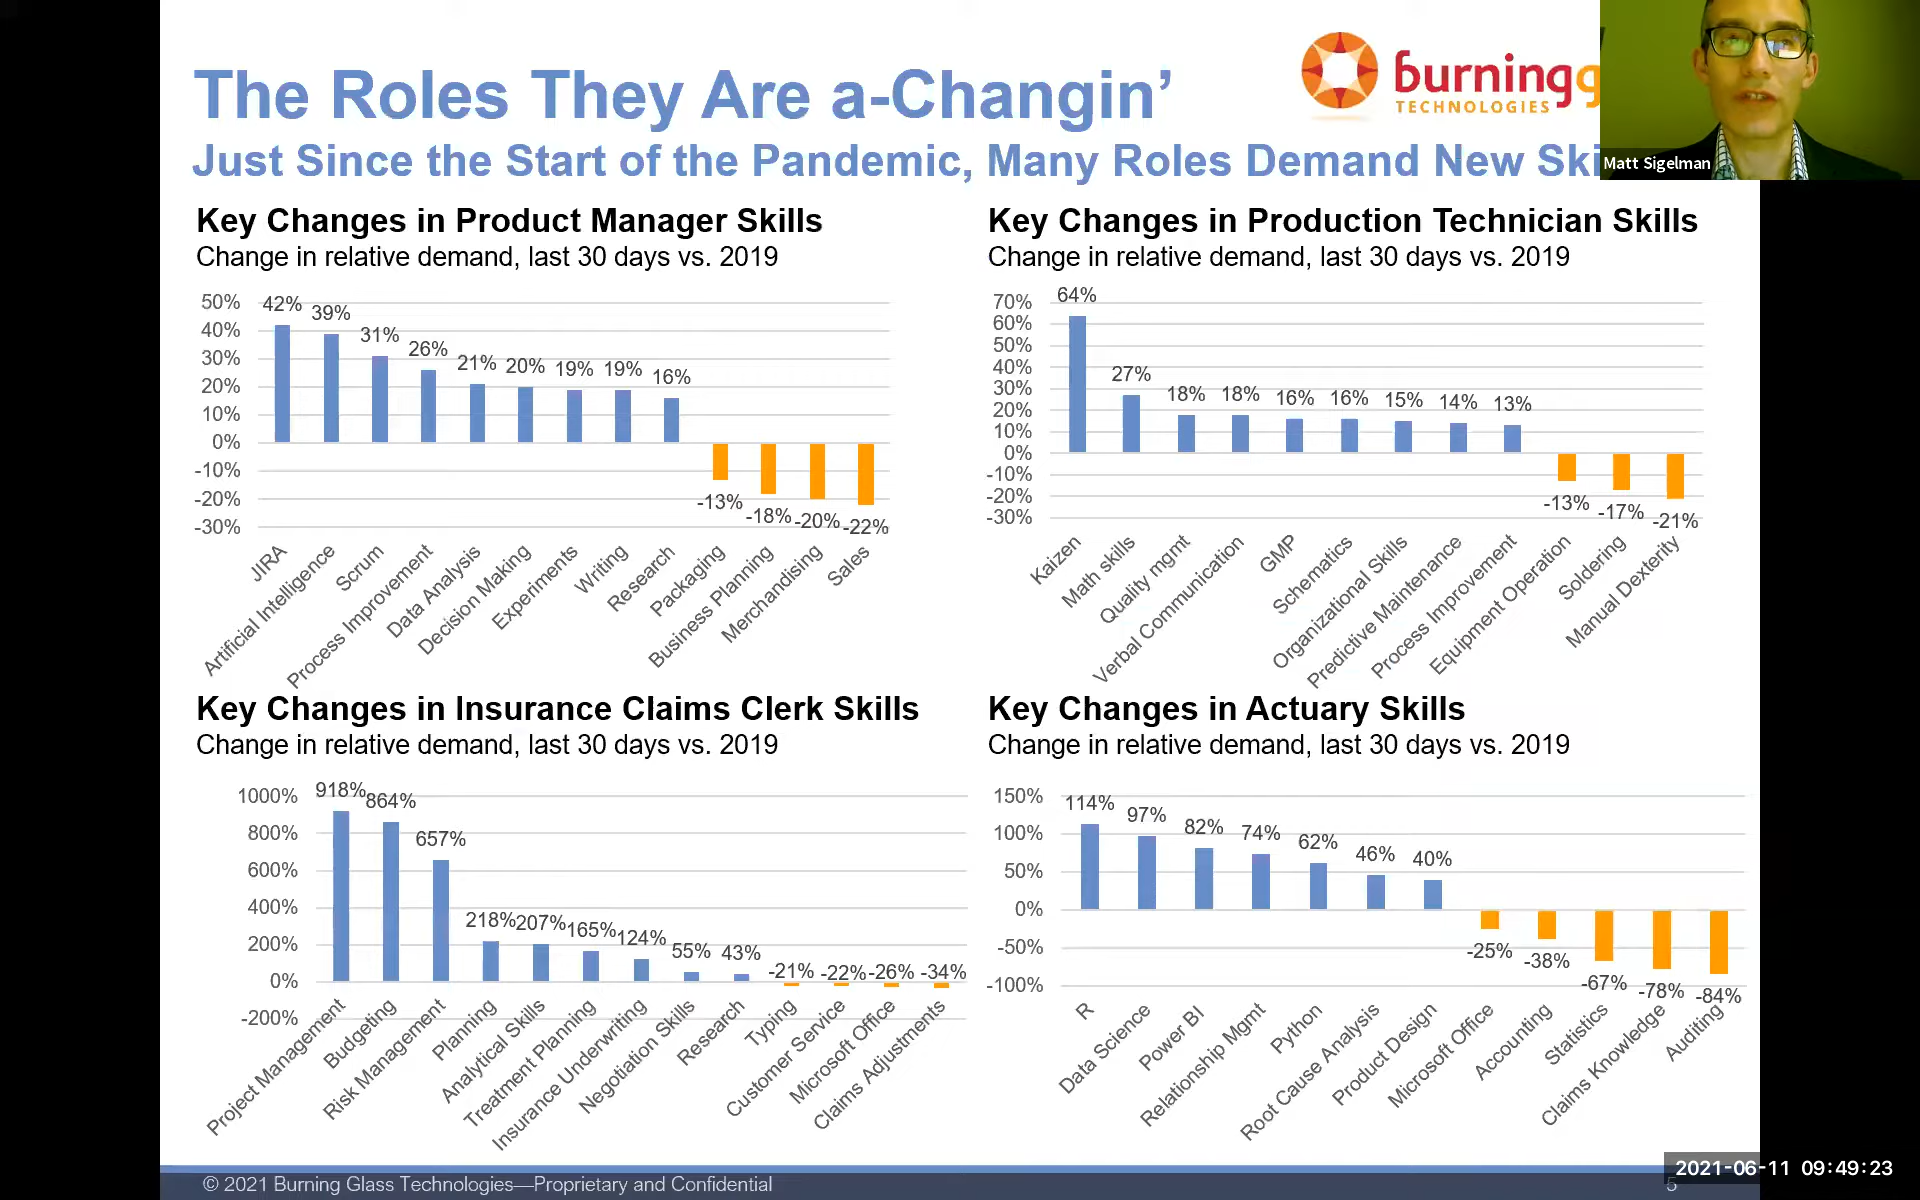 The Roles They Are a-Changin’
burningg
TECHNOLOGIES
Just Since the Start of the Pandemic, Many Roles Demand New Ski
Matt Sigelman
Key Changes in Product Manager Skills
Change in relative demand, last 30 days vs. 2019
50%
40%
30%
20%
10%
0%
-10%
-20%
-30%
42%
39%
31%
26%
21%
20%
19%
19%
16%
-13%
-18%
-20%
-22%
JIRA
Artificial Intelligence
Scrum
Process Improvement
Data Analysis
Decision Making
Experiments
Writing
Research
Packaging
Business Planning
Merchandising
Sales
Key Changes in Production Technician Skills
Change in relative demand, last 30 days vs. 2019
70%
60%
50%
40%
30%
20%
10%
0%
-10%
-20%
-30%
64%
27%
18%
18%
16%
16%
15%
14%
13%
-13%
-17%
-21%
Kaizen
Math skills
Quality mgmt
Verbal Communication
GMP
Schematics
Organizational Skills
Predictive Maintenance
Process Improvement
Equipment Operation
Soldering
Manual Dexterity
Key Changes in Insurance Claims Clerk Skills
Change in relative demand, last 30 days vs. 2019
1000%
800%
600%
400%
200%
0%
-200%
918%
864%
657%
218%
207%
165%
124%
55%
43%
-21%
-22%
-26%
-34%
Project Management
Budgeting
Risk Management
Planning
Analytical Skills
Treatment Planning
Insurance Underwriting
Negotiation Skills
Research
Typing
Customer Service
Microsoft Office
Claims Adjustments
Key Changes in Actuary Skills
Change in relative demand, last 30 days vs. 2019
150%
100%
50%
0%
-50%
-100%
114%
97%
82%
74%
62%
46%
40%
-25%
-38%
-67%
-78%
-84%
R
Data Science
Power BI
Relationship Mgmt
Python
Root Cause Analysis
Product Design
Microsoft Office
Accounting
Statistics
Claims Knowledge
Auditing
© 2021 Burning Glass Technologies—Proprietary and Confidential
2021-06-11 09:49:23
5